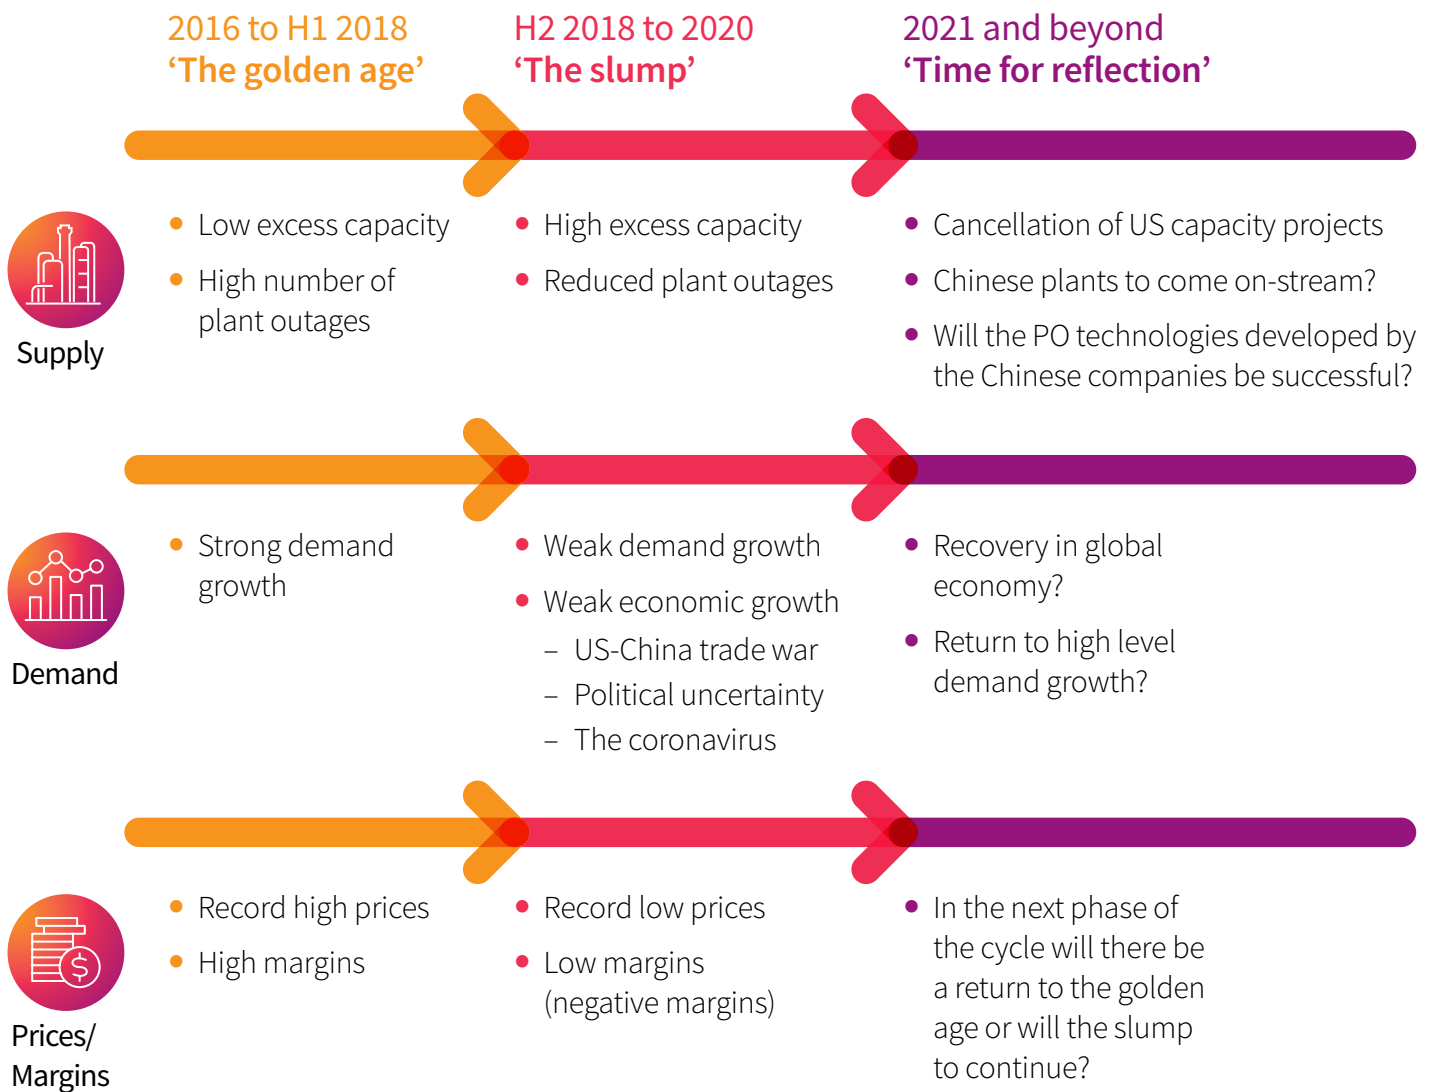 2016 to H1 2018
‘The golden age’
H2 2018 to 2020
‘The slump’
2021 and beyond
‘Time for reflection’
Supply
• Low excess capacity
• High number of
plant outages
• High excess capacity
• Reduced plant outages
• Cancellation of US capacity projects
• Chinese plants to come on-stream?
• Will the PO technologies developed by
the Chinese companies be successful?
Demand
• Strong demand
growth
• Weak demand growth
• Weak economic growth
– US-China trade war
– Political uncertainty
– The coronavirus
• Recovery in global
economy?
• Return to high level
demand growth?
$
Prices/
Margins
• Record high prices
• High margins
• Record low prices
• Low margins
(negative margins)
• In the next phase of
the cycle will there be
a return to the golden
age or will the slump
to continue?